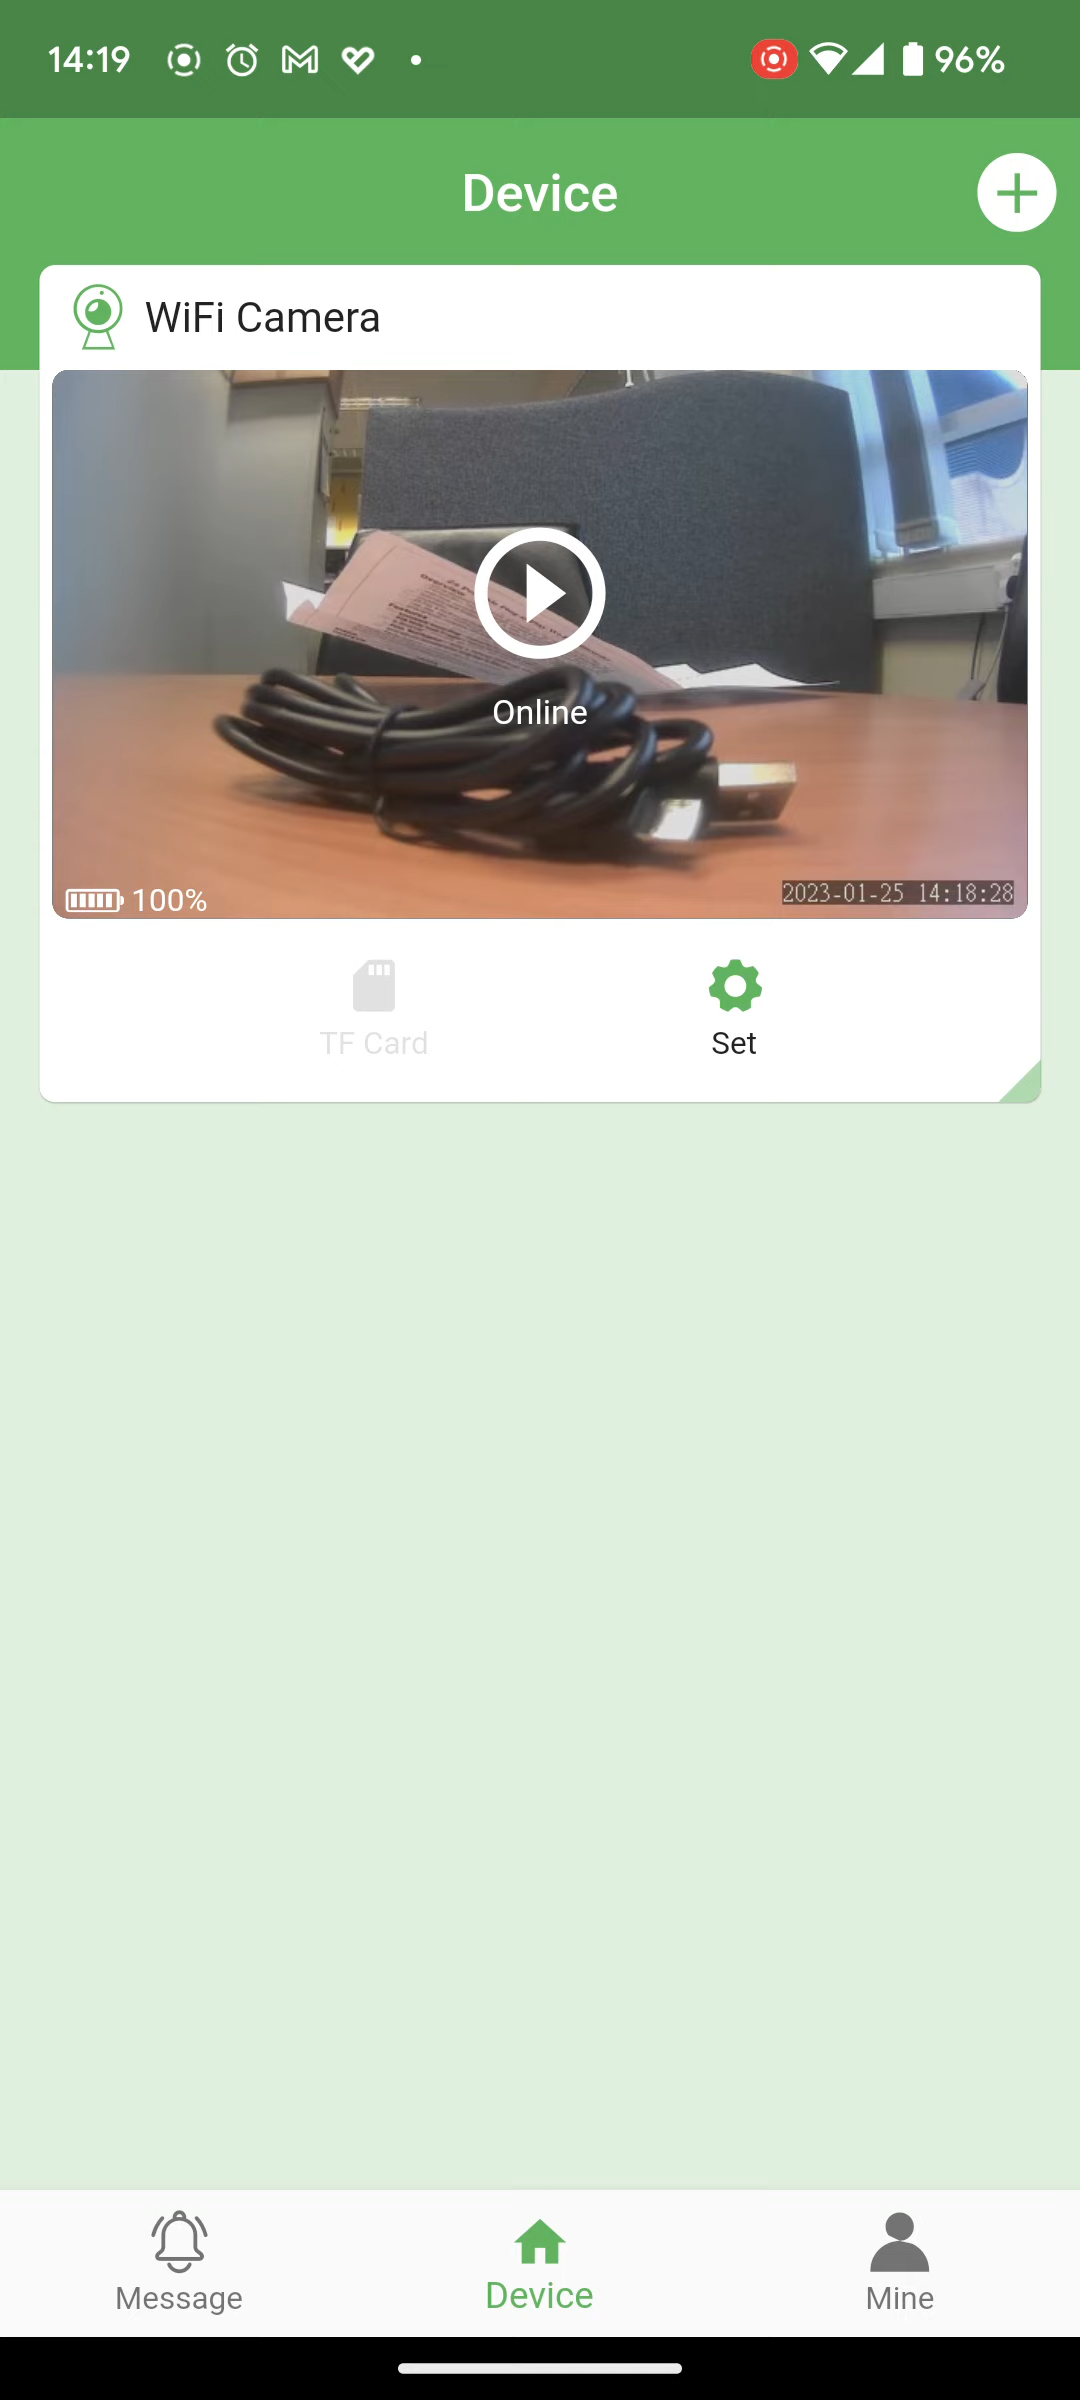 14:19
96%
Device
WiFi Camera
Online
100%
2023-01-25 14:18:28
TF Card
Set
Message
Device
Mine